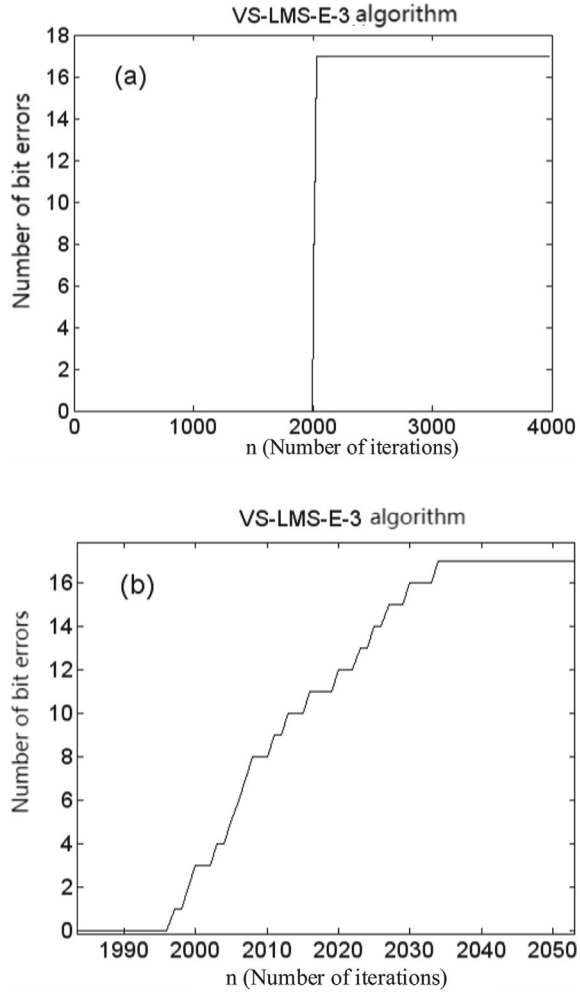 VS-LMS-E-3 algorithm
(a)
Number of bit errors
18
16
14
12
10
8
6
4
2
0
0 1000 2000 3000 4000
n (Number of iterations)
VS-LMS-E-3 algorithm
(b)
Number of bit errors
16
14
12
10
8
6
4
2
0
1990 2000 2010 2020 2030 2040 2050
n (Number of iterations)